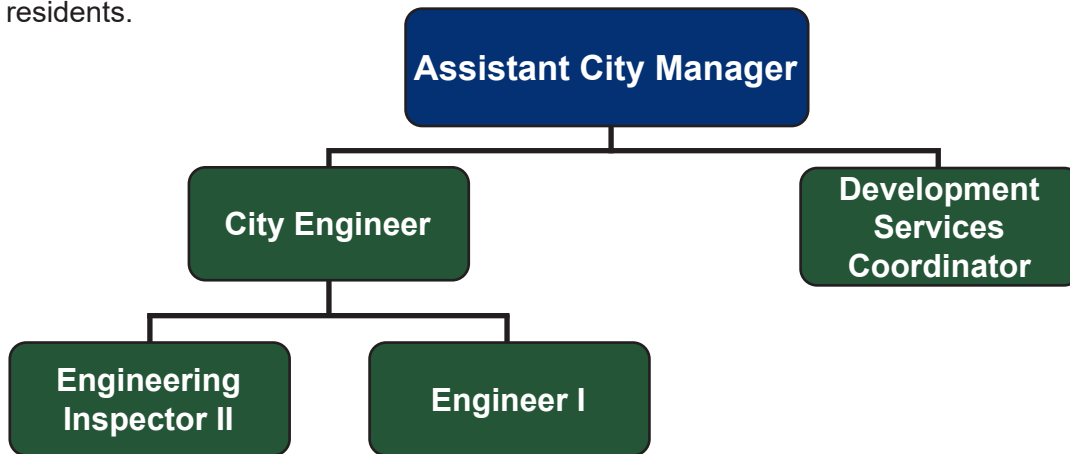 residents.
Assistant City Manager
City Engineer
Development
Services
Coordinator
Engineering
Inspector II
Engineer I